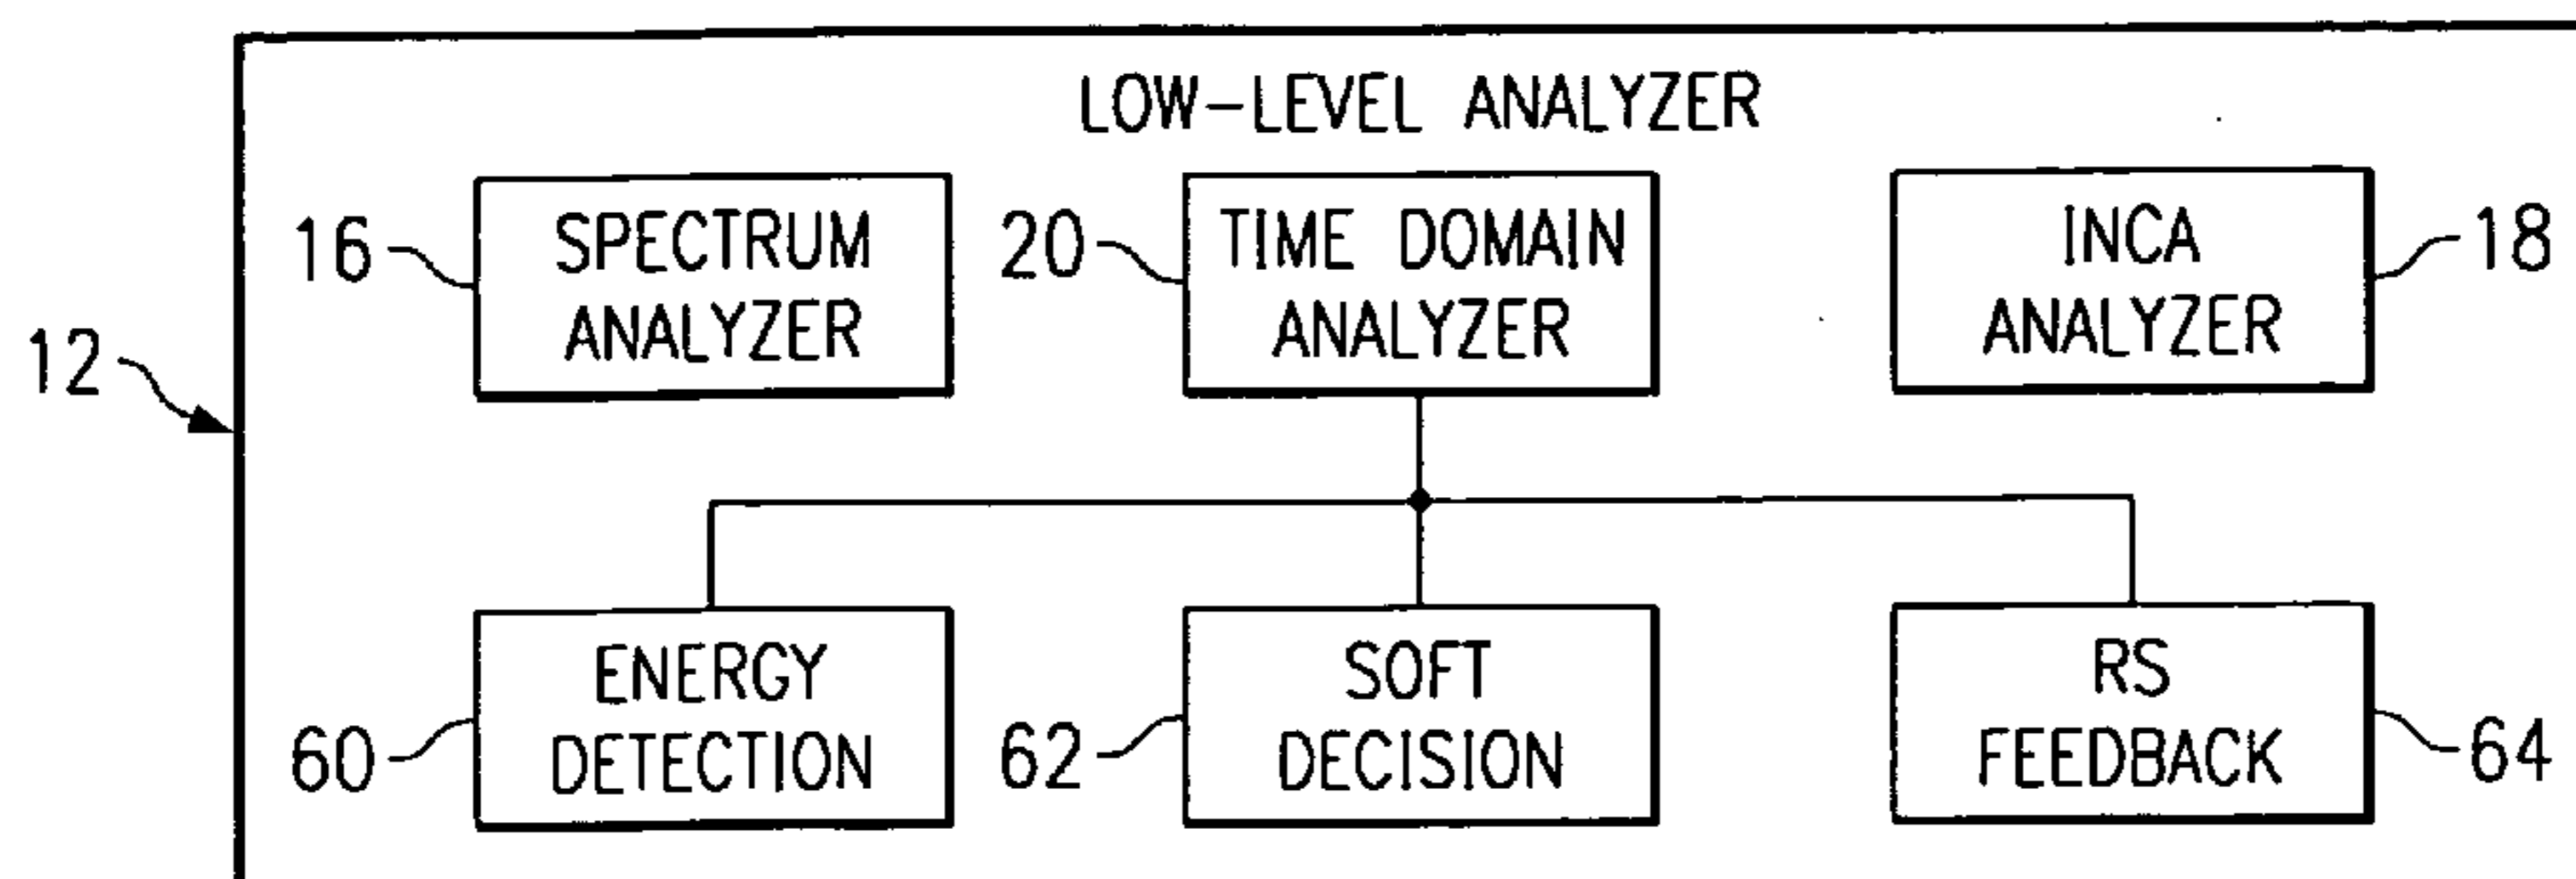 LOW-LEVEL ANALYZER
16
SPECTRUM
ANALYZER
20
TIME DOMAIN
ANALYZER
INCA
ANALYZER
18
12
60
ENERGY
DETECTION
62
SOFT
DECISION
RS
FEEDBACK
64